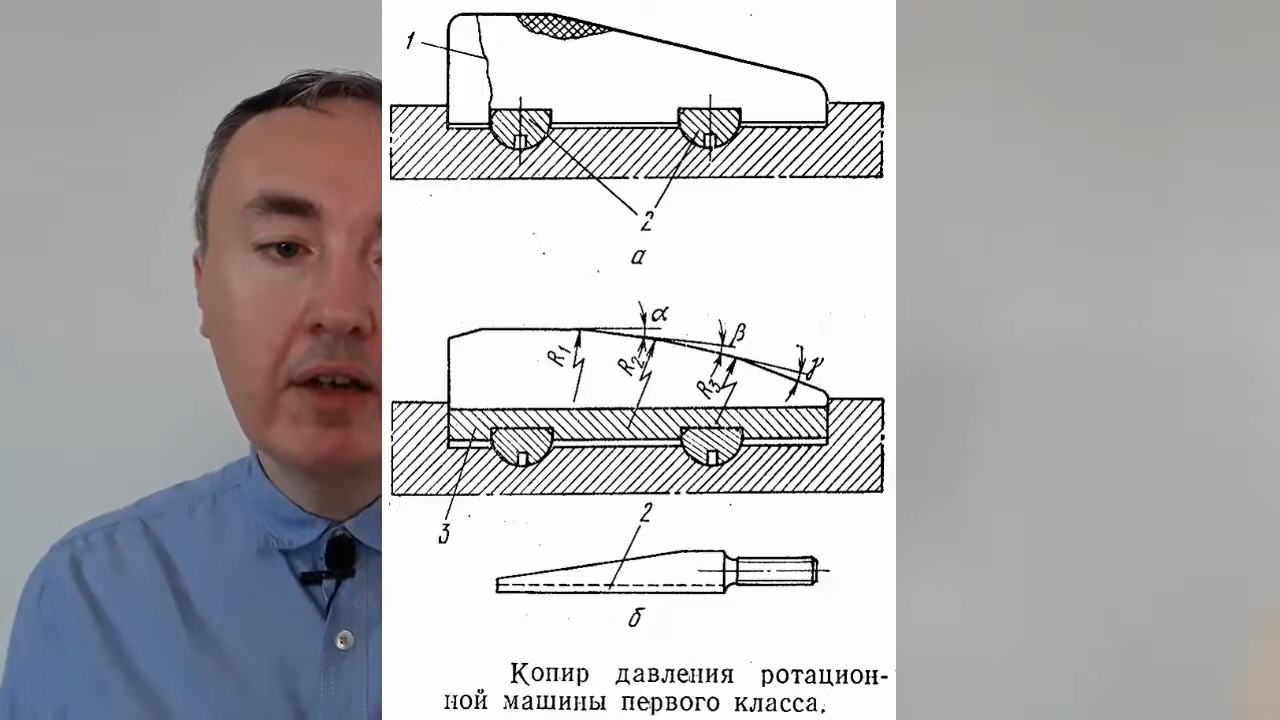 1
2
а
α
β
γ
R1
R2
R3
3
2
б
Копир давления ротацион-
ной машины первого класса.